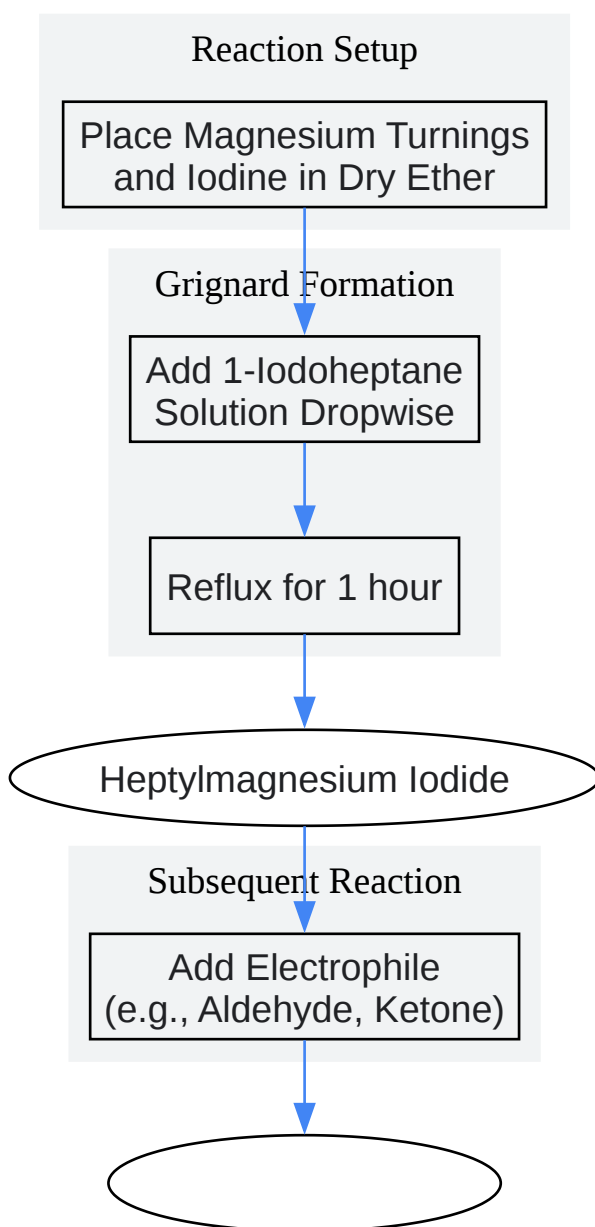 Reaction Setup
Place Magnesium Turnings
and Iodine in Dry Ether
Grignard Formation
Add 1-Iodoheptane
Solution Dropwise
Reflux for 1 hour
Heptylmagnesium Iodide
Subsequent Reaction
Add Electrophile
(e.g., Aldehyde, Ketone)